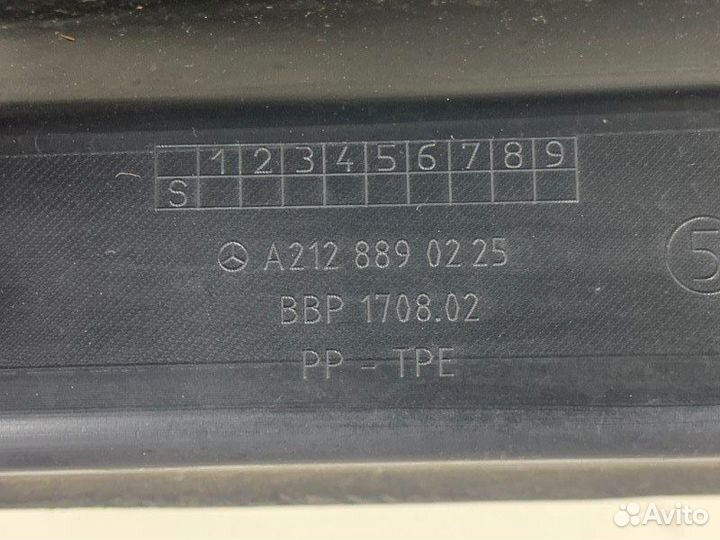 1 2 3 4 5 6 7 8 9
S
A212 889 02 25
5
BBP 1708.02
PP - TPE
Avito